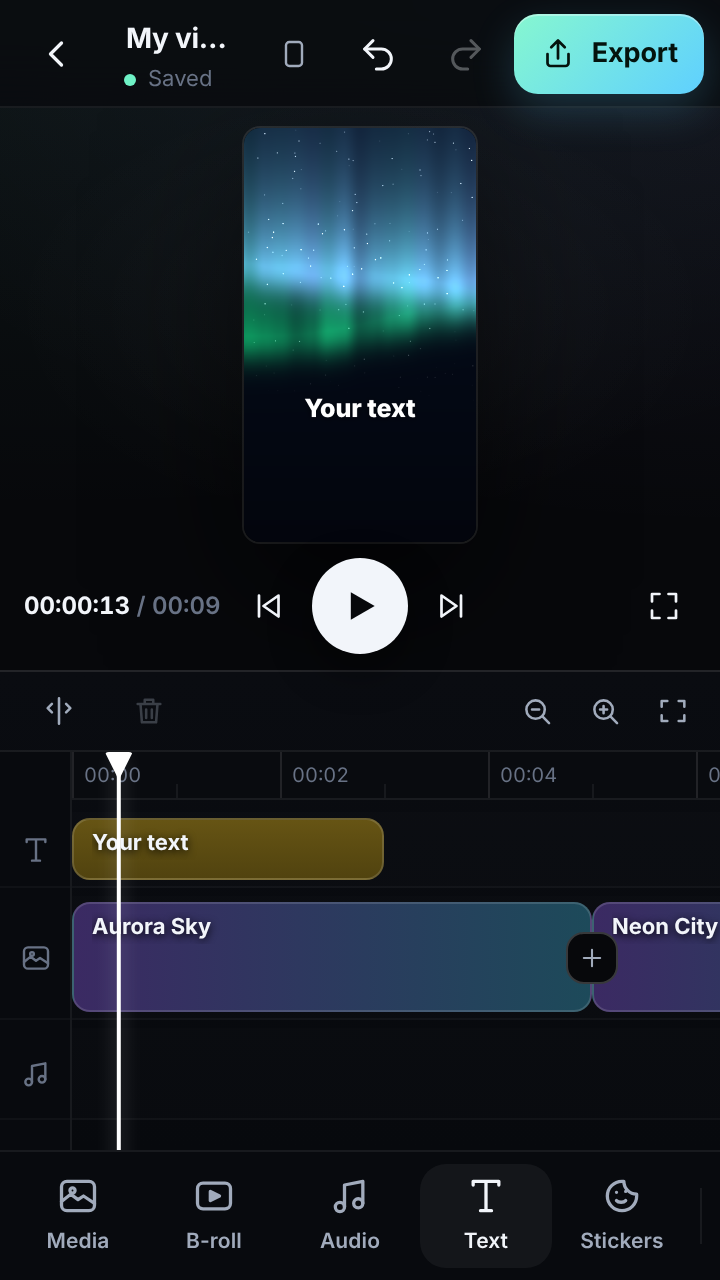 My vi...
Saved
Export
Your text
00:00:13 / 00:09
00:00
00:02
00:04
0
Your text
Aurora Sky
Neon City
Media
B-roll
Audio
Text
Stickers